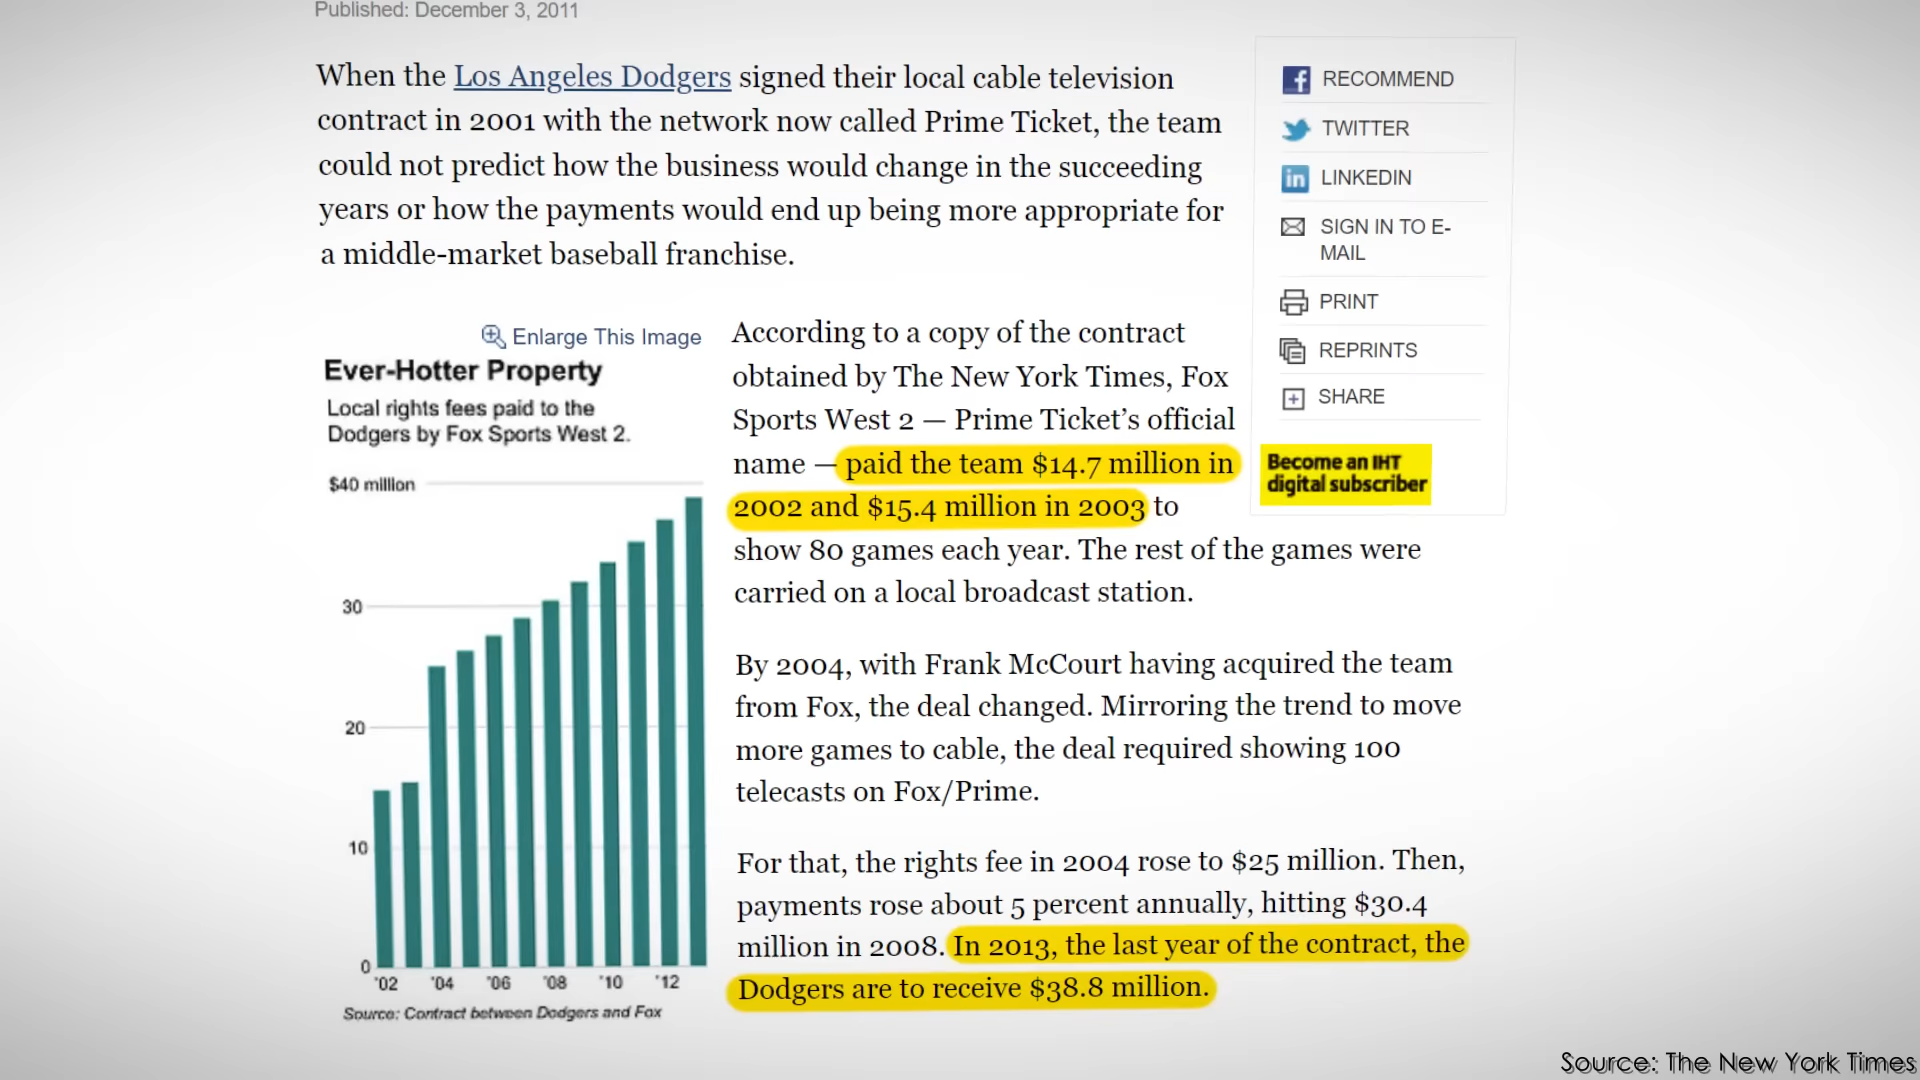 Published: December 3, 2011
When the Los Angeles Dodgers signed their local cable television
contract in 2001 with the network now called Prime Ticket, the team
could not predict how the business would change in the succeeding
years or how the payments would end up being more appropriate for
a middle-market baseball franchise.
RECOMMEND
TWITTER
LINKEDIN
SIGN IN TO E-
MAIL
PRINT
REPRINTS
SHARE
Become an IHT
digital subscriber
Enlarge This Image
Ever-Hotter Property
Local rights fees paid to the
Dodgers by Fox Sports West 2.
$40 million
30
20
10
0
'02 '04 '06 '08 '10 '12
Source: Contract between Dodgers and Fox
According to a copy of the contract
obtained by The New York Times, Fox
Sports West 2 — Prime Ticket’s official
name — paid the team $14.7 million in
2002 and $15.4 million in 2003 to
show 80 games each year. The rest of the games were
carried on a local broadcast station.
By 2004, with Frank McCourt having acquired the team
from Fox, the deal changed. Mirroring the trend to move
more games to cable, the deal required showing 100
telecasts on Fox/Prime.
For that, the rights fee in 2004 rose to $25 million. Then,
payments rose about 5 percent annually, hitting $30.4
million in 2008. In 2013, the last year of the contract, the
Dodgers are to receive $38.8 million.
Source: The New York Times